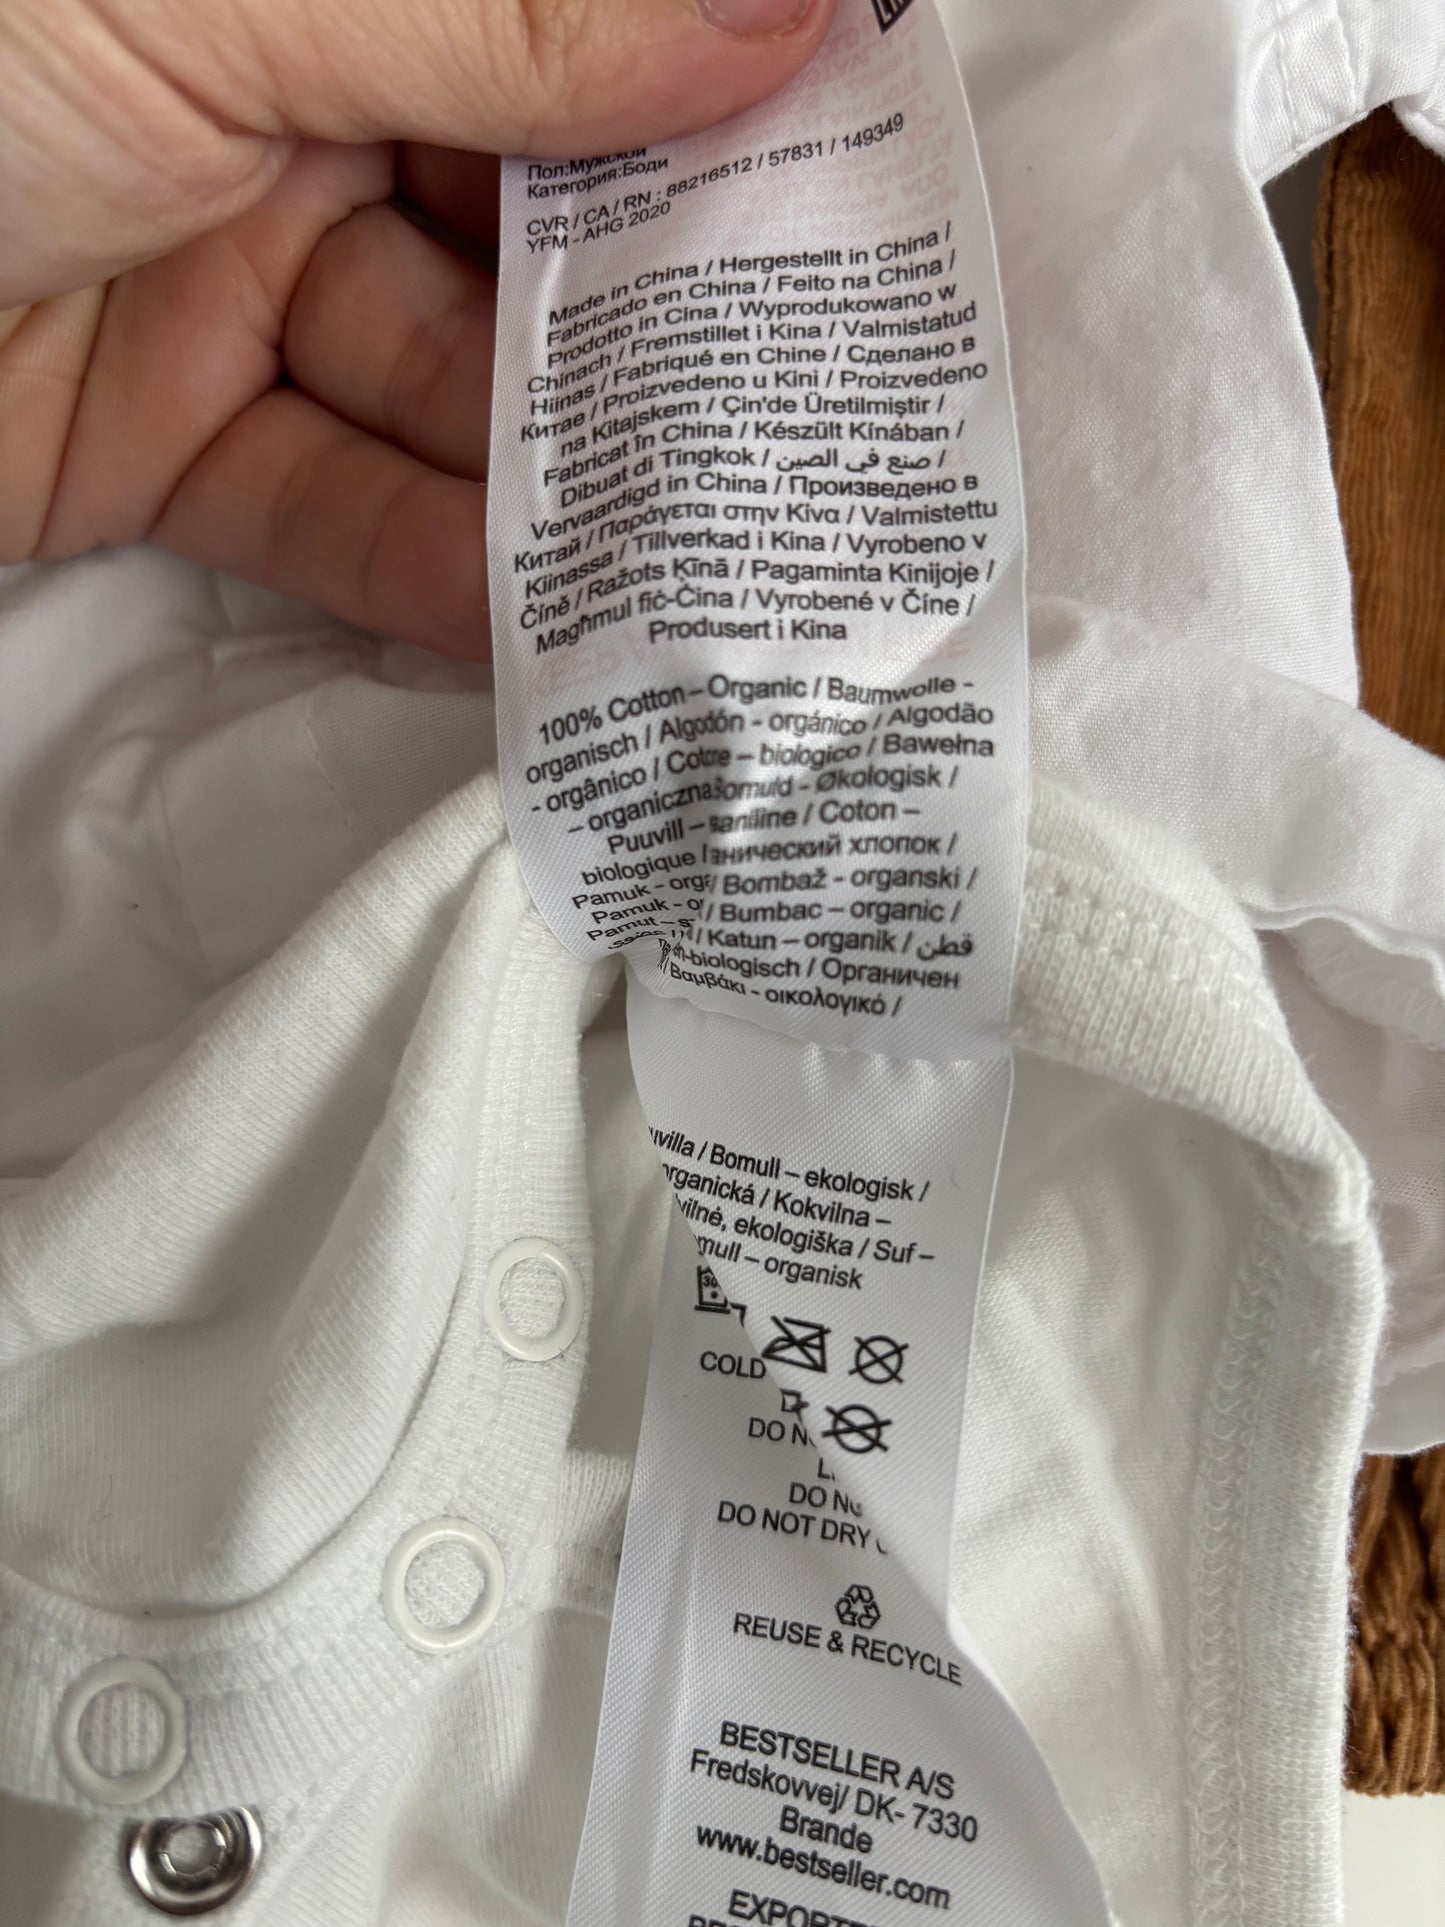 Пол:Мужской
Категория:Боди
CVR / CA / RN : 88216512 / 57831 / 149349
YFM - AHG 2020
Made in China / Hergestellt in China /
Fabricado en China / Feito na China /
Prodotto in Cina / Wyprodukowano w
Chinach / Fremstillet i Kina / Valmistatud
Hiinas / Fabriqué en Chine / Сделано в
Китае / Proizvedeno u Kini / Proizvedeno
na Kitajskem / Çin'de Üretilmiştir /
Fabricat în China / Készült Kínában /
Dibuat di Tingkok / صنع في الصين /
Vervaardigd in China / Произведено в
Китай / Παράγεται στην Κίνα / Valmistettu
Kiinassa / Tillverkad i Kina / Vyrobeno v
Číně / Ražots Ķīnā / Pagaminta Kinijoje /
Magħmul fiċ-Ċina / Vyrobené v Číne /
Produsert i Kina
100% Cotton – Organic / Baumwolle -
organisch / Algodón - orgánico / Algodão
- orgânico / - biologico / Bawełna
– organiczna - Økologisk /
Puuvill – / Coton –
biologique / хлопок /
Pamuk - / Bombaž - organski /
Pamuk - / Bumbac – organic /
Pamut – / Katun – organik / قطن
-biologisch / Органичен
/ Βαμβάκι - οικολογικό /
/ Bomull – ekologisk /
/ Kokvilna –
ekologiška / Suf –
– organisk
30
COLD
DO
DO
DO NOT DRY
REUSE & RECYCLE
BESTSELLER A/S
Fredskovvej/ DK- 7330
Brande
www.bestseller.com